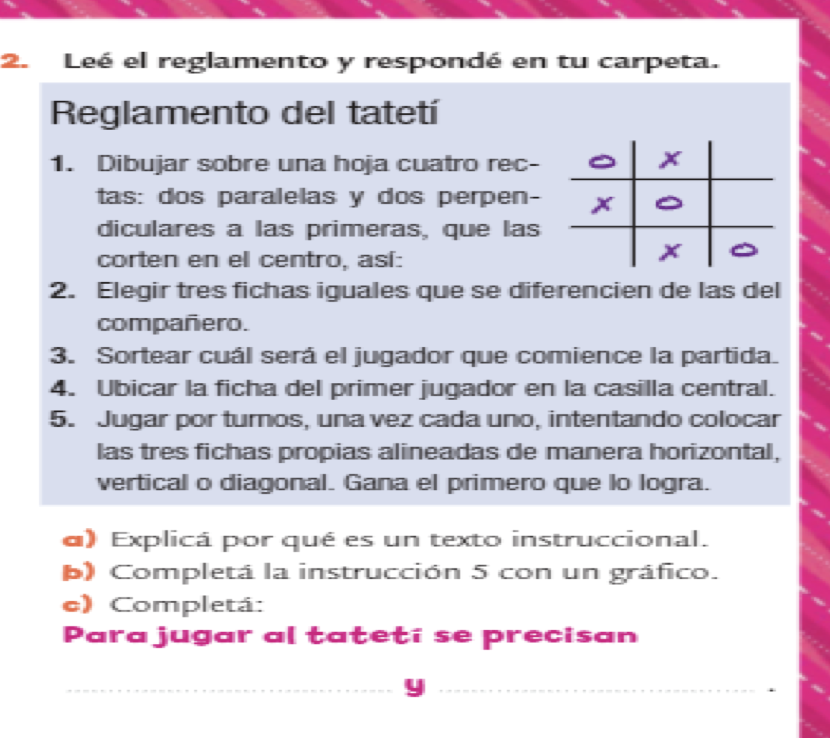 2. Leé el reglamento y respondé en tu carpeta.
Reglamento del tatetí
1. Dibujar sobre una hoja cuatro rec-
tas: dos paralelas y dos perpen-
diculares a las primeras, que las
corten en el centro, así:
O X
X O
X O
2. Elegir tres fichas iguales que se diferencien de las del
compañero.
3. Sortear cuál será el jugador que comience la partida.
4. Ubicar la ficha del primer jugador en la casilla central.
5. Jugar por turnos, una vez cada uno, intentando colocar
las tres fichas propias alineadas de manera horizontal,
vertical o diagonal. Gana el primero que lo logra.
a) Explicá por qué es un texto instruccional.
b) Completá la instrucción 5 con un gráfico.
c) Completá:
Para jugar al tatetí se precisan
y .